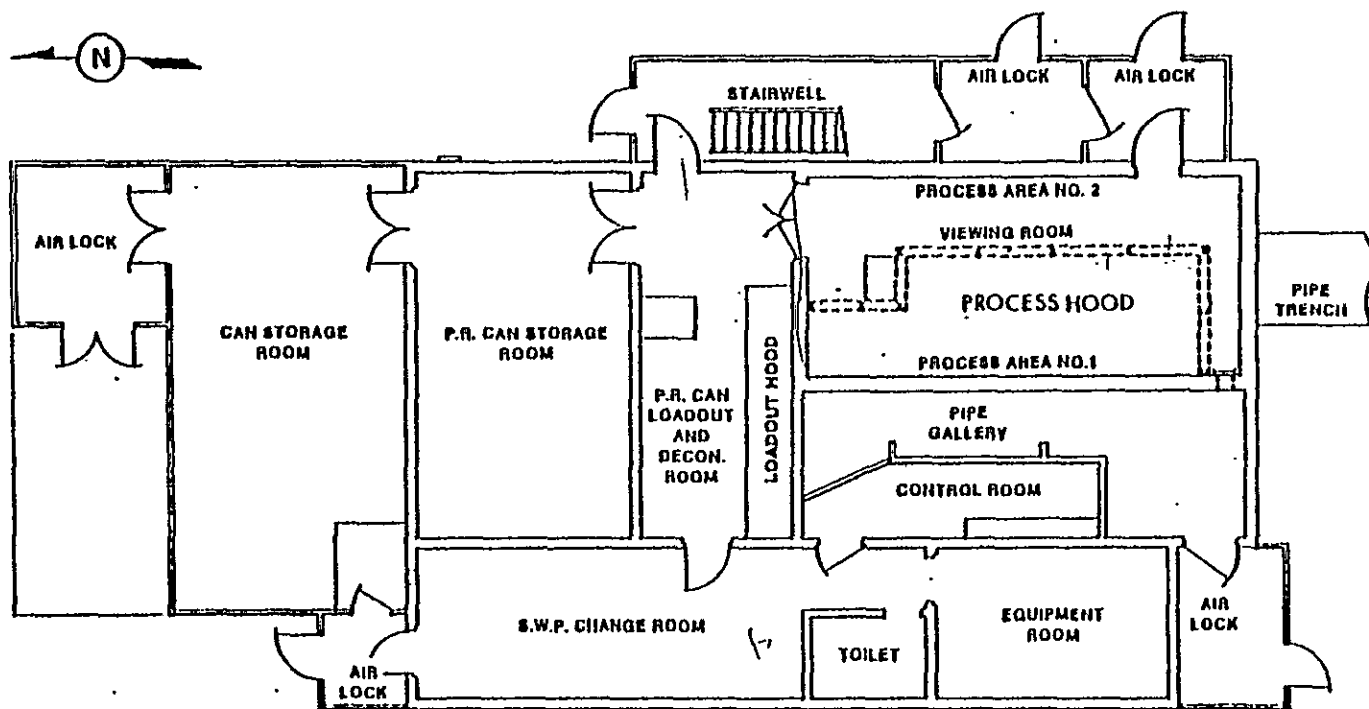 N
AIR LOCK
AIR LOCK
STAIRWELL
PROCESS AREA NO. 2
VIEWING ROOM
PROCESS HOOD
PROCESS AREA NO.1
PIPE
TRENCH
AIR LOCK
CAN STORAGE
ROOM
P.R. CAN STORAGE
ROOM
P.R. CAN
LOADOUT
AND
DECON.
ROOM
LOADOUT HOOD
PIPE
GALLERY
CONTROL ROOM
S.W.P. CHANGE ROOM
TOILET
EQUIPMENT
ROOM
AIR
LOCK
AIR
LOCK